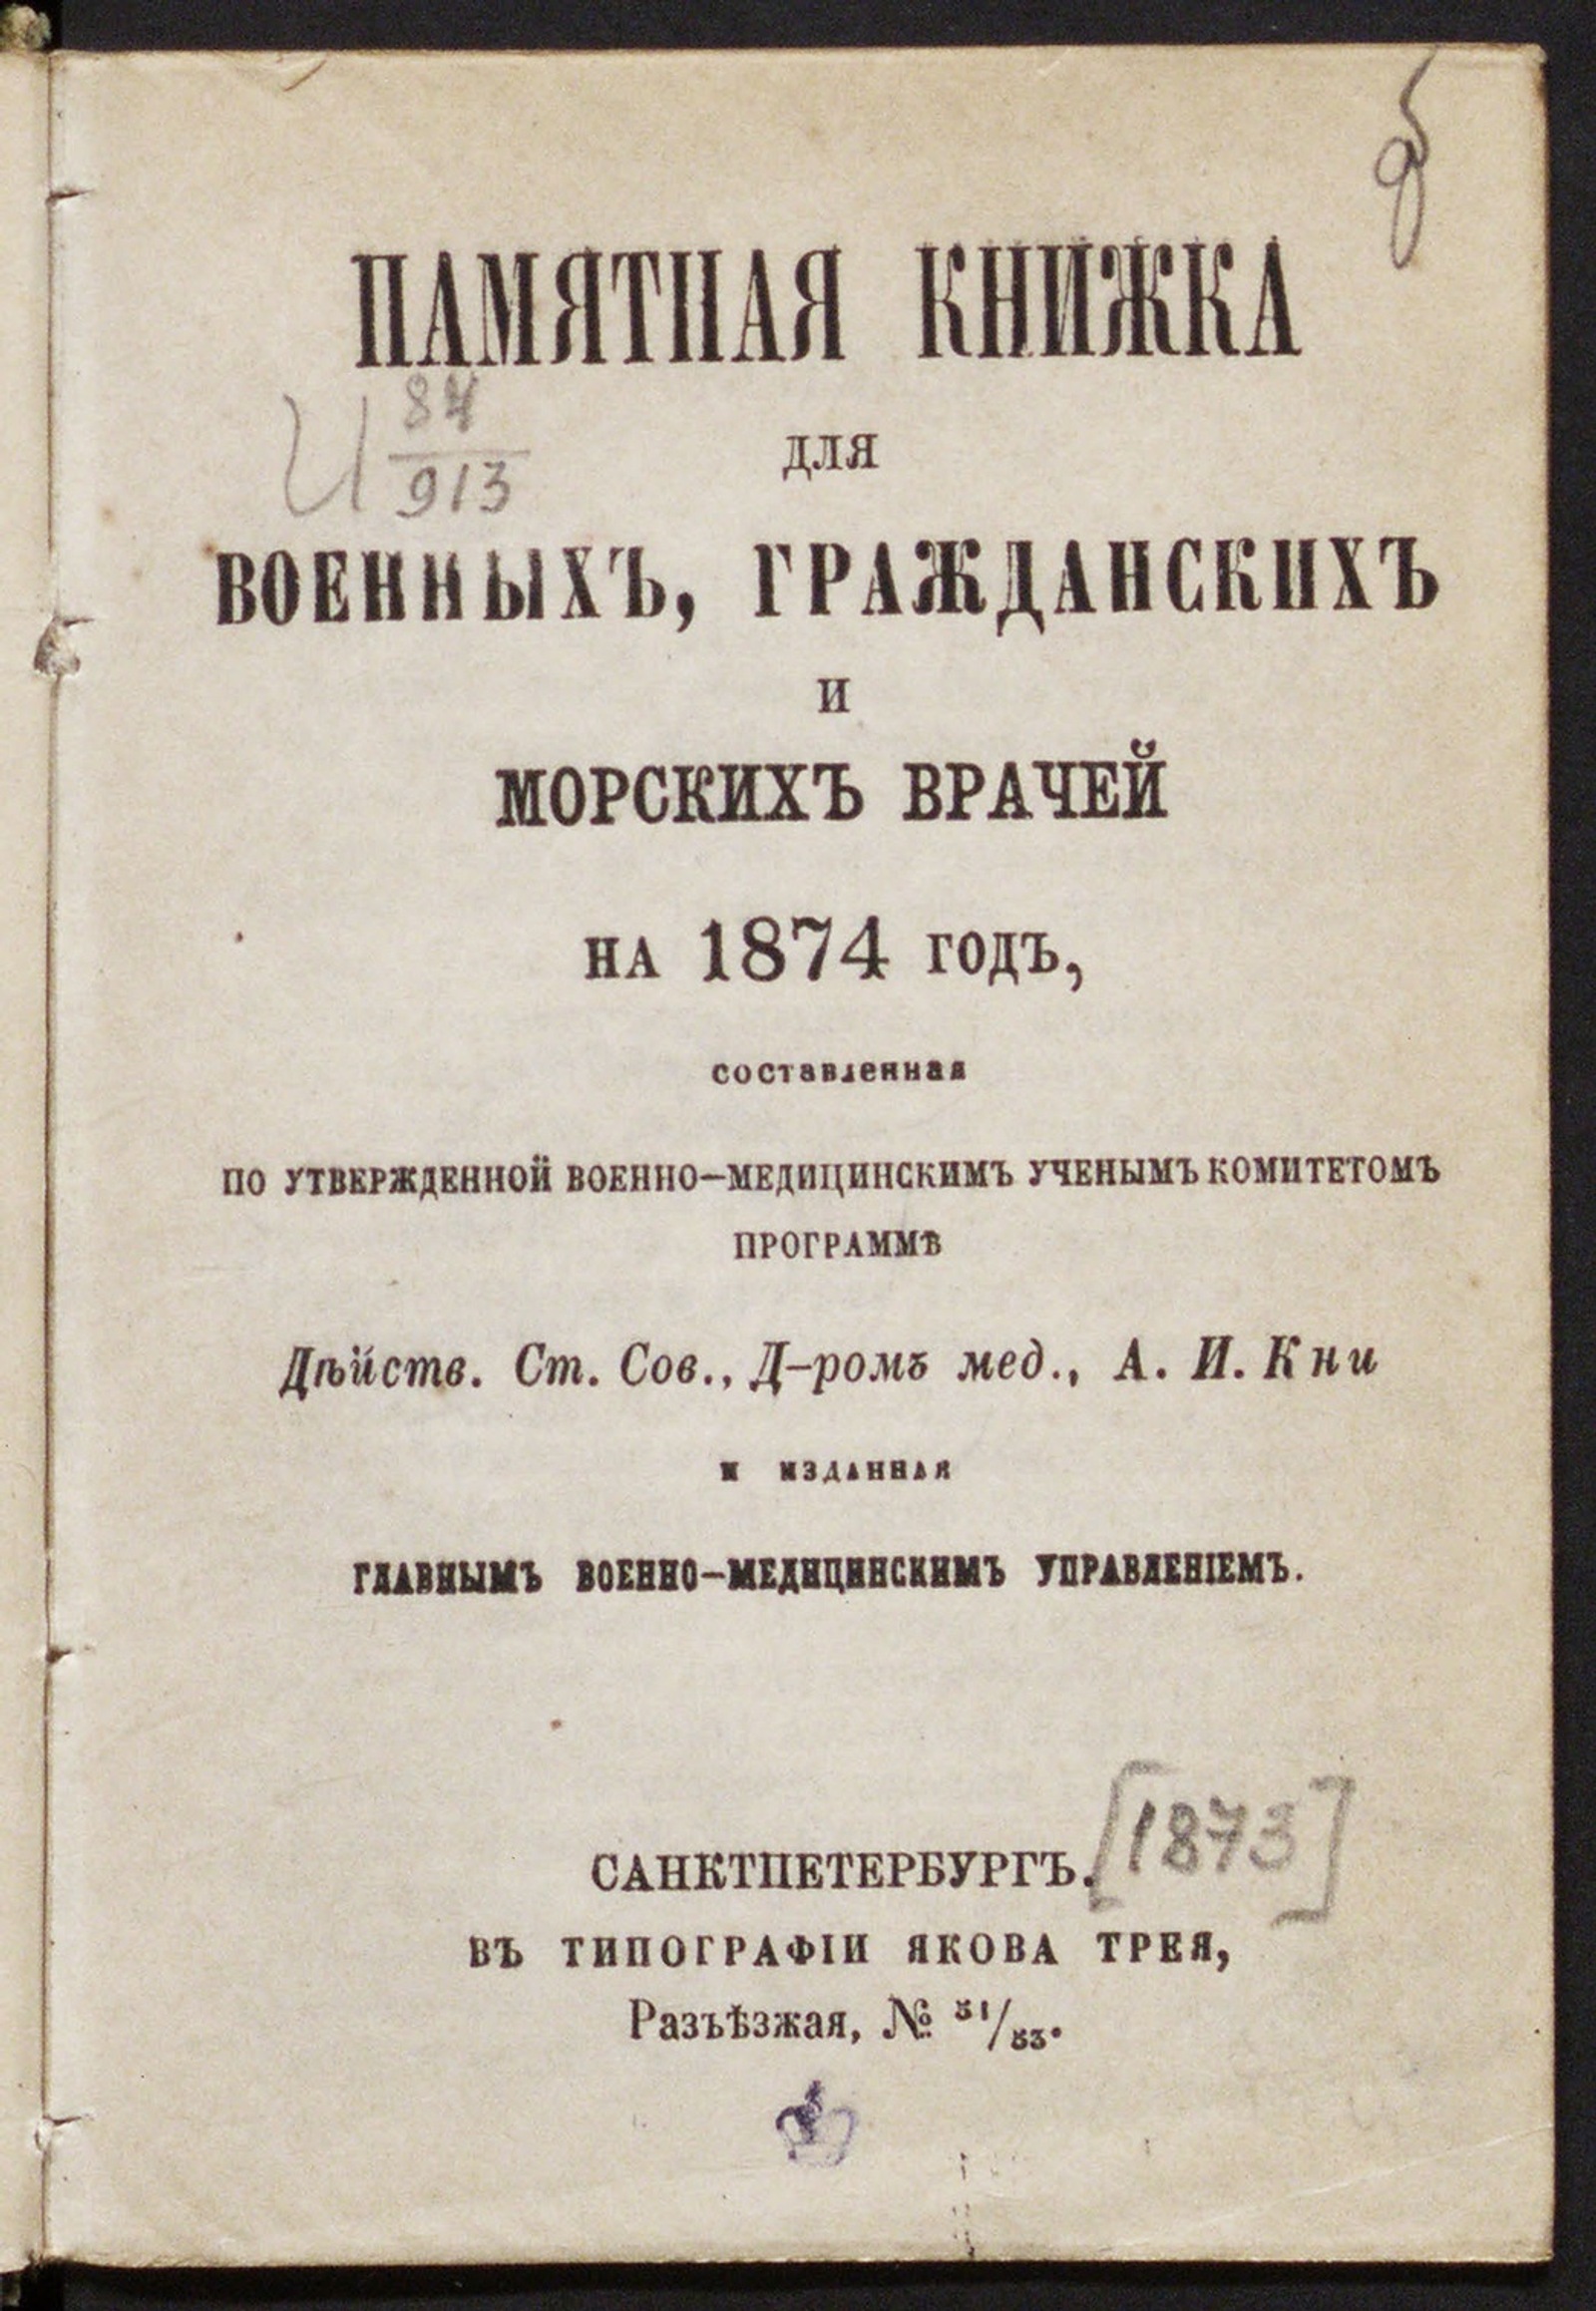 ПАМЯТНАЯ КНИЖКА
И 84/913
ДЛЯ
ВОЕННЫХЪ, ГРАЖДАНСКИХЪ
И
МОРСКИХЪ ВРАЧЕЙ
НА 1874 ГОДЪ,
составленная
ПО УТВЕРЖДЕННОЙ ВОЕННО-МЕДИЦИНСКИМЪ УЧЕНЫМЪ КОМИТЕТОМЪ
ПРОГРАММѢ
Дѣйств. Ст. Сов., Д-ромъ мед., А. И. Кни
И ИЗДАННАЯ
ГЛАВНЫМЪ ВОЕННО-МЕДИЦИНСКИМЪ УПРАВЛЕНІЕМЪ.
САНКТПЕТЕРБУРГЪ. [1873]
ВЪ ТИПОГРАФІИ ЯКОВА ТРЕЯ,
Разъѣзжая, № 51/53.